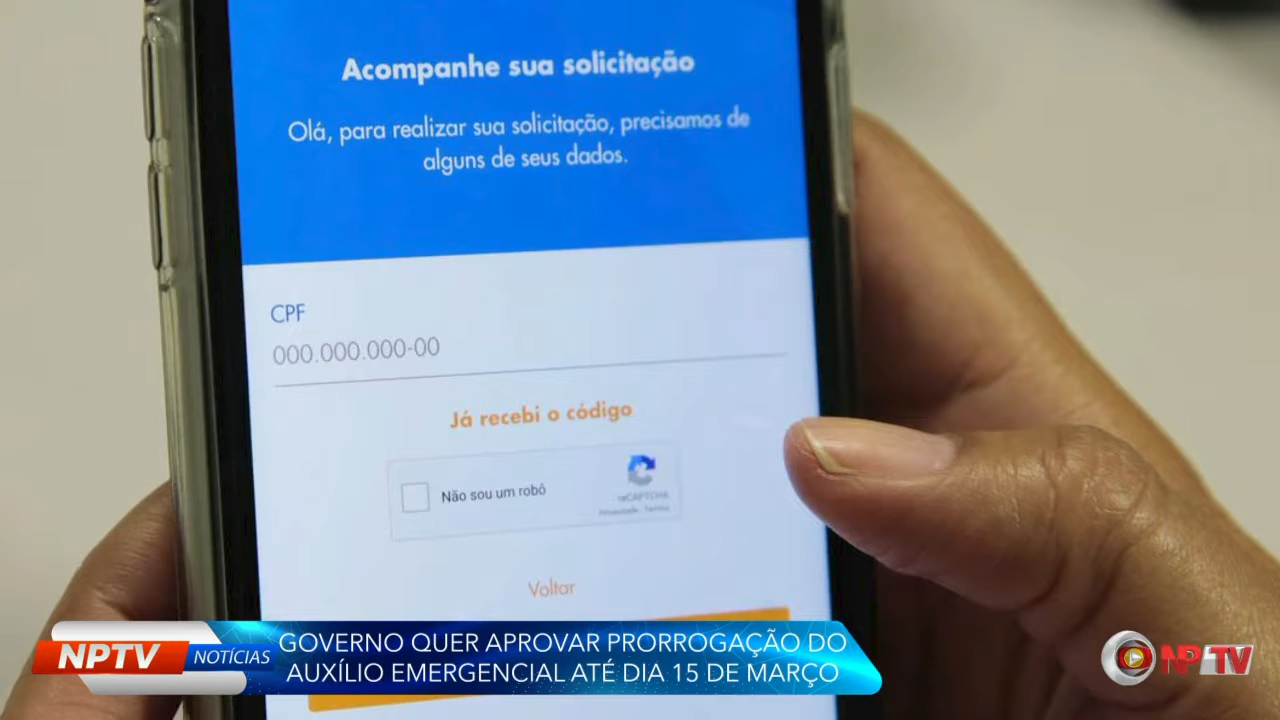 Acompanhe sua solicitação
Olá, para realizar sua solicitação, precisamos de
alguns de seus dados.
CPF
000.000.000-00
Já recebi o código
Não sou um robô
reCAPTCHA
Privacidade - Termos
Voltar
NPTV NOTÍCIAS
GOVERNO QUER APROVAR PRORROGAÇÃO DO
AUXÍLIO EMERGENCIAL ATÉ DIA 15 DE MARÇO
NPTV